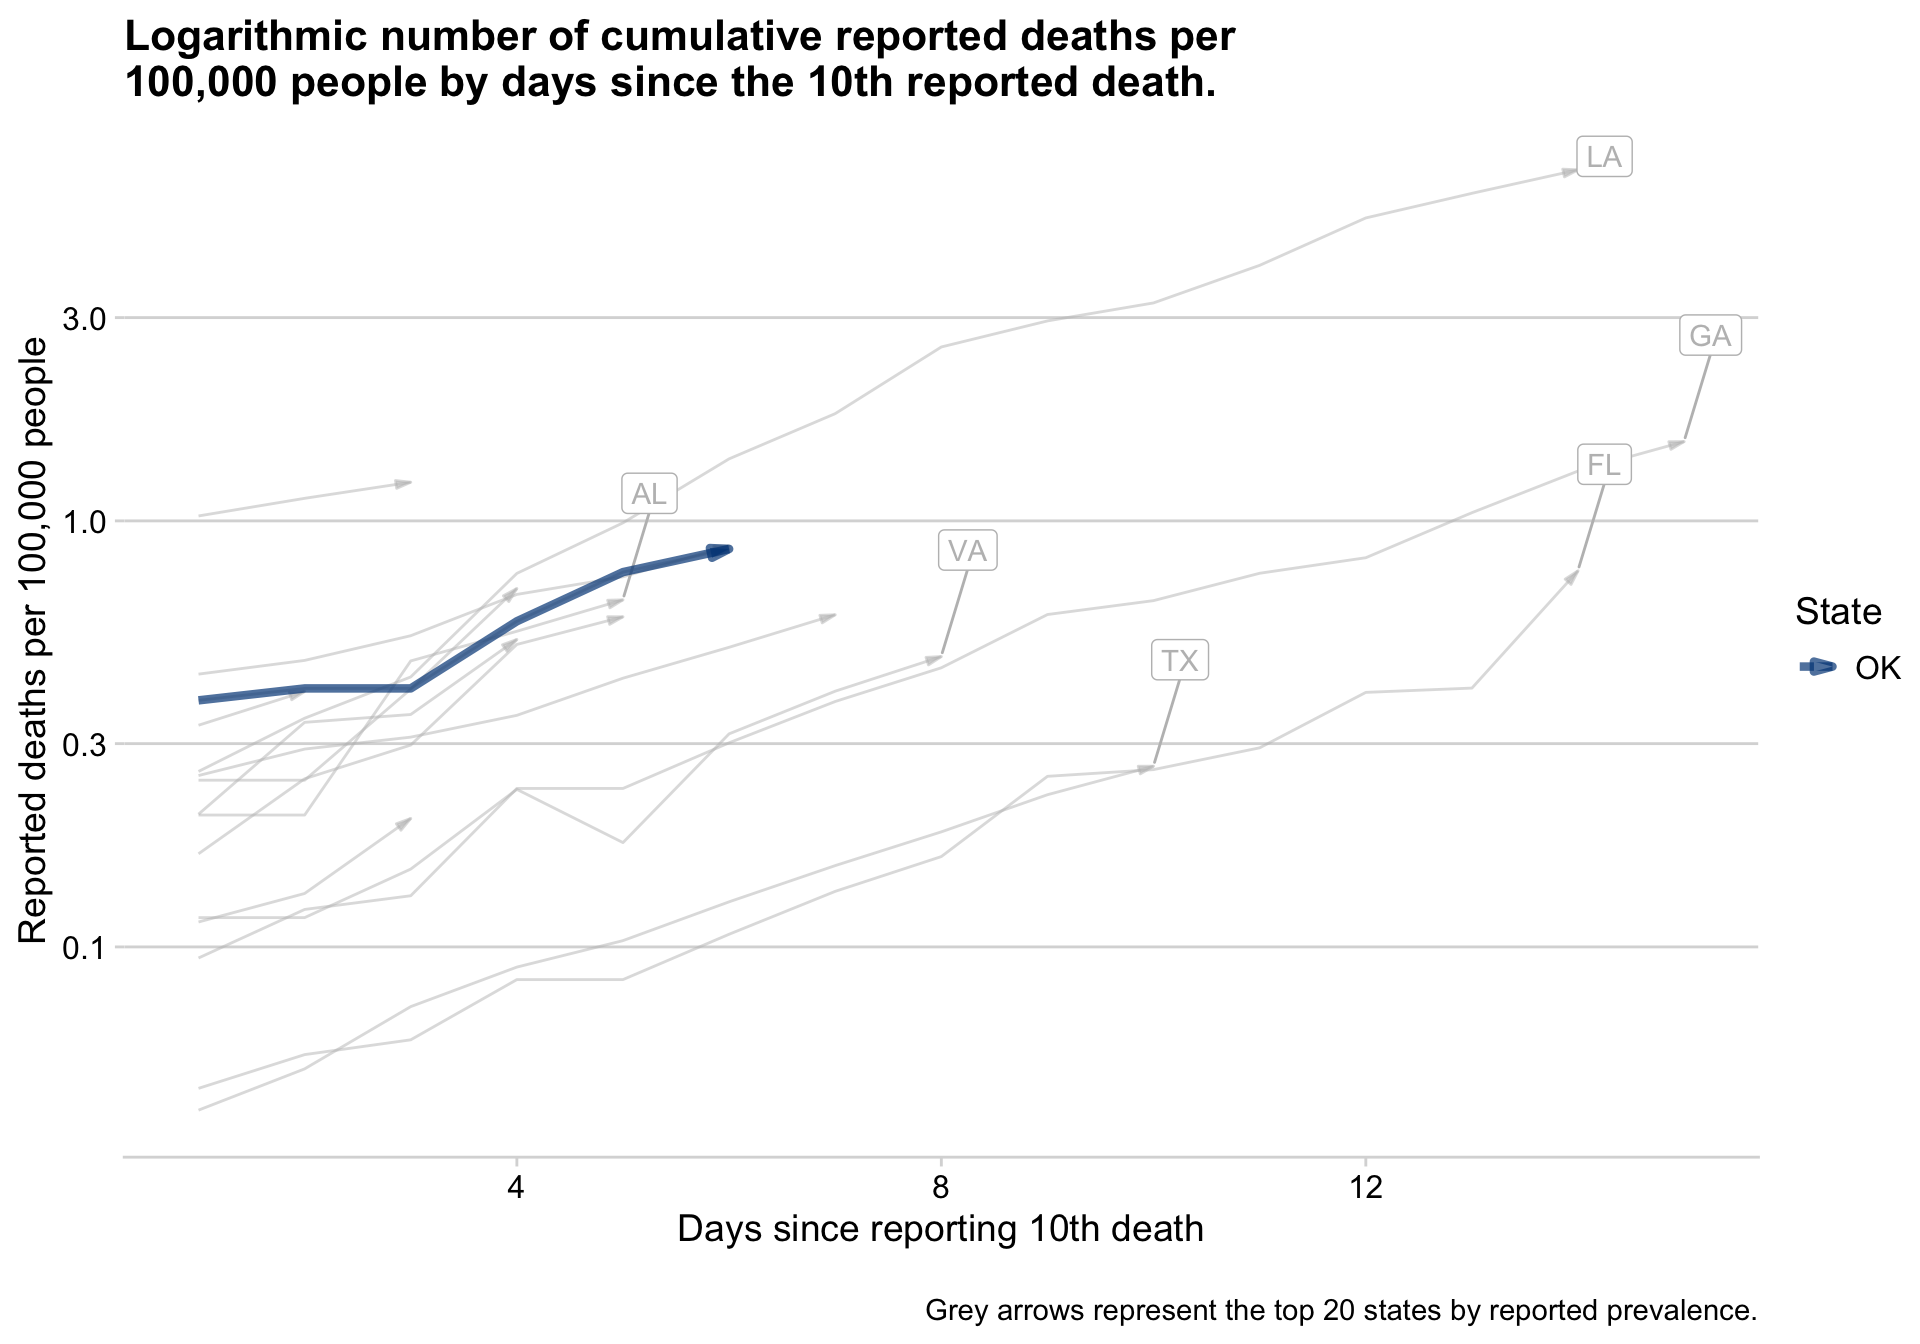 Logarithmic number of cumulative reported deaths per
100,000 people by days since the 10th reported death.
LA
3.0
GA
FL
AL
1.0
VA
TX
0.3
0.1
Reported deaths per 100,000 people
State
OK
4
8
12
Days since reporting 10th death
Grey arrows represent the top 20 states by reported prevalence.